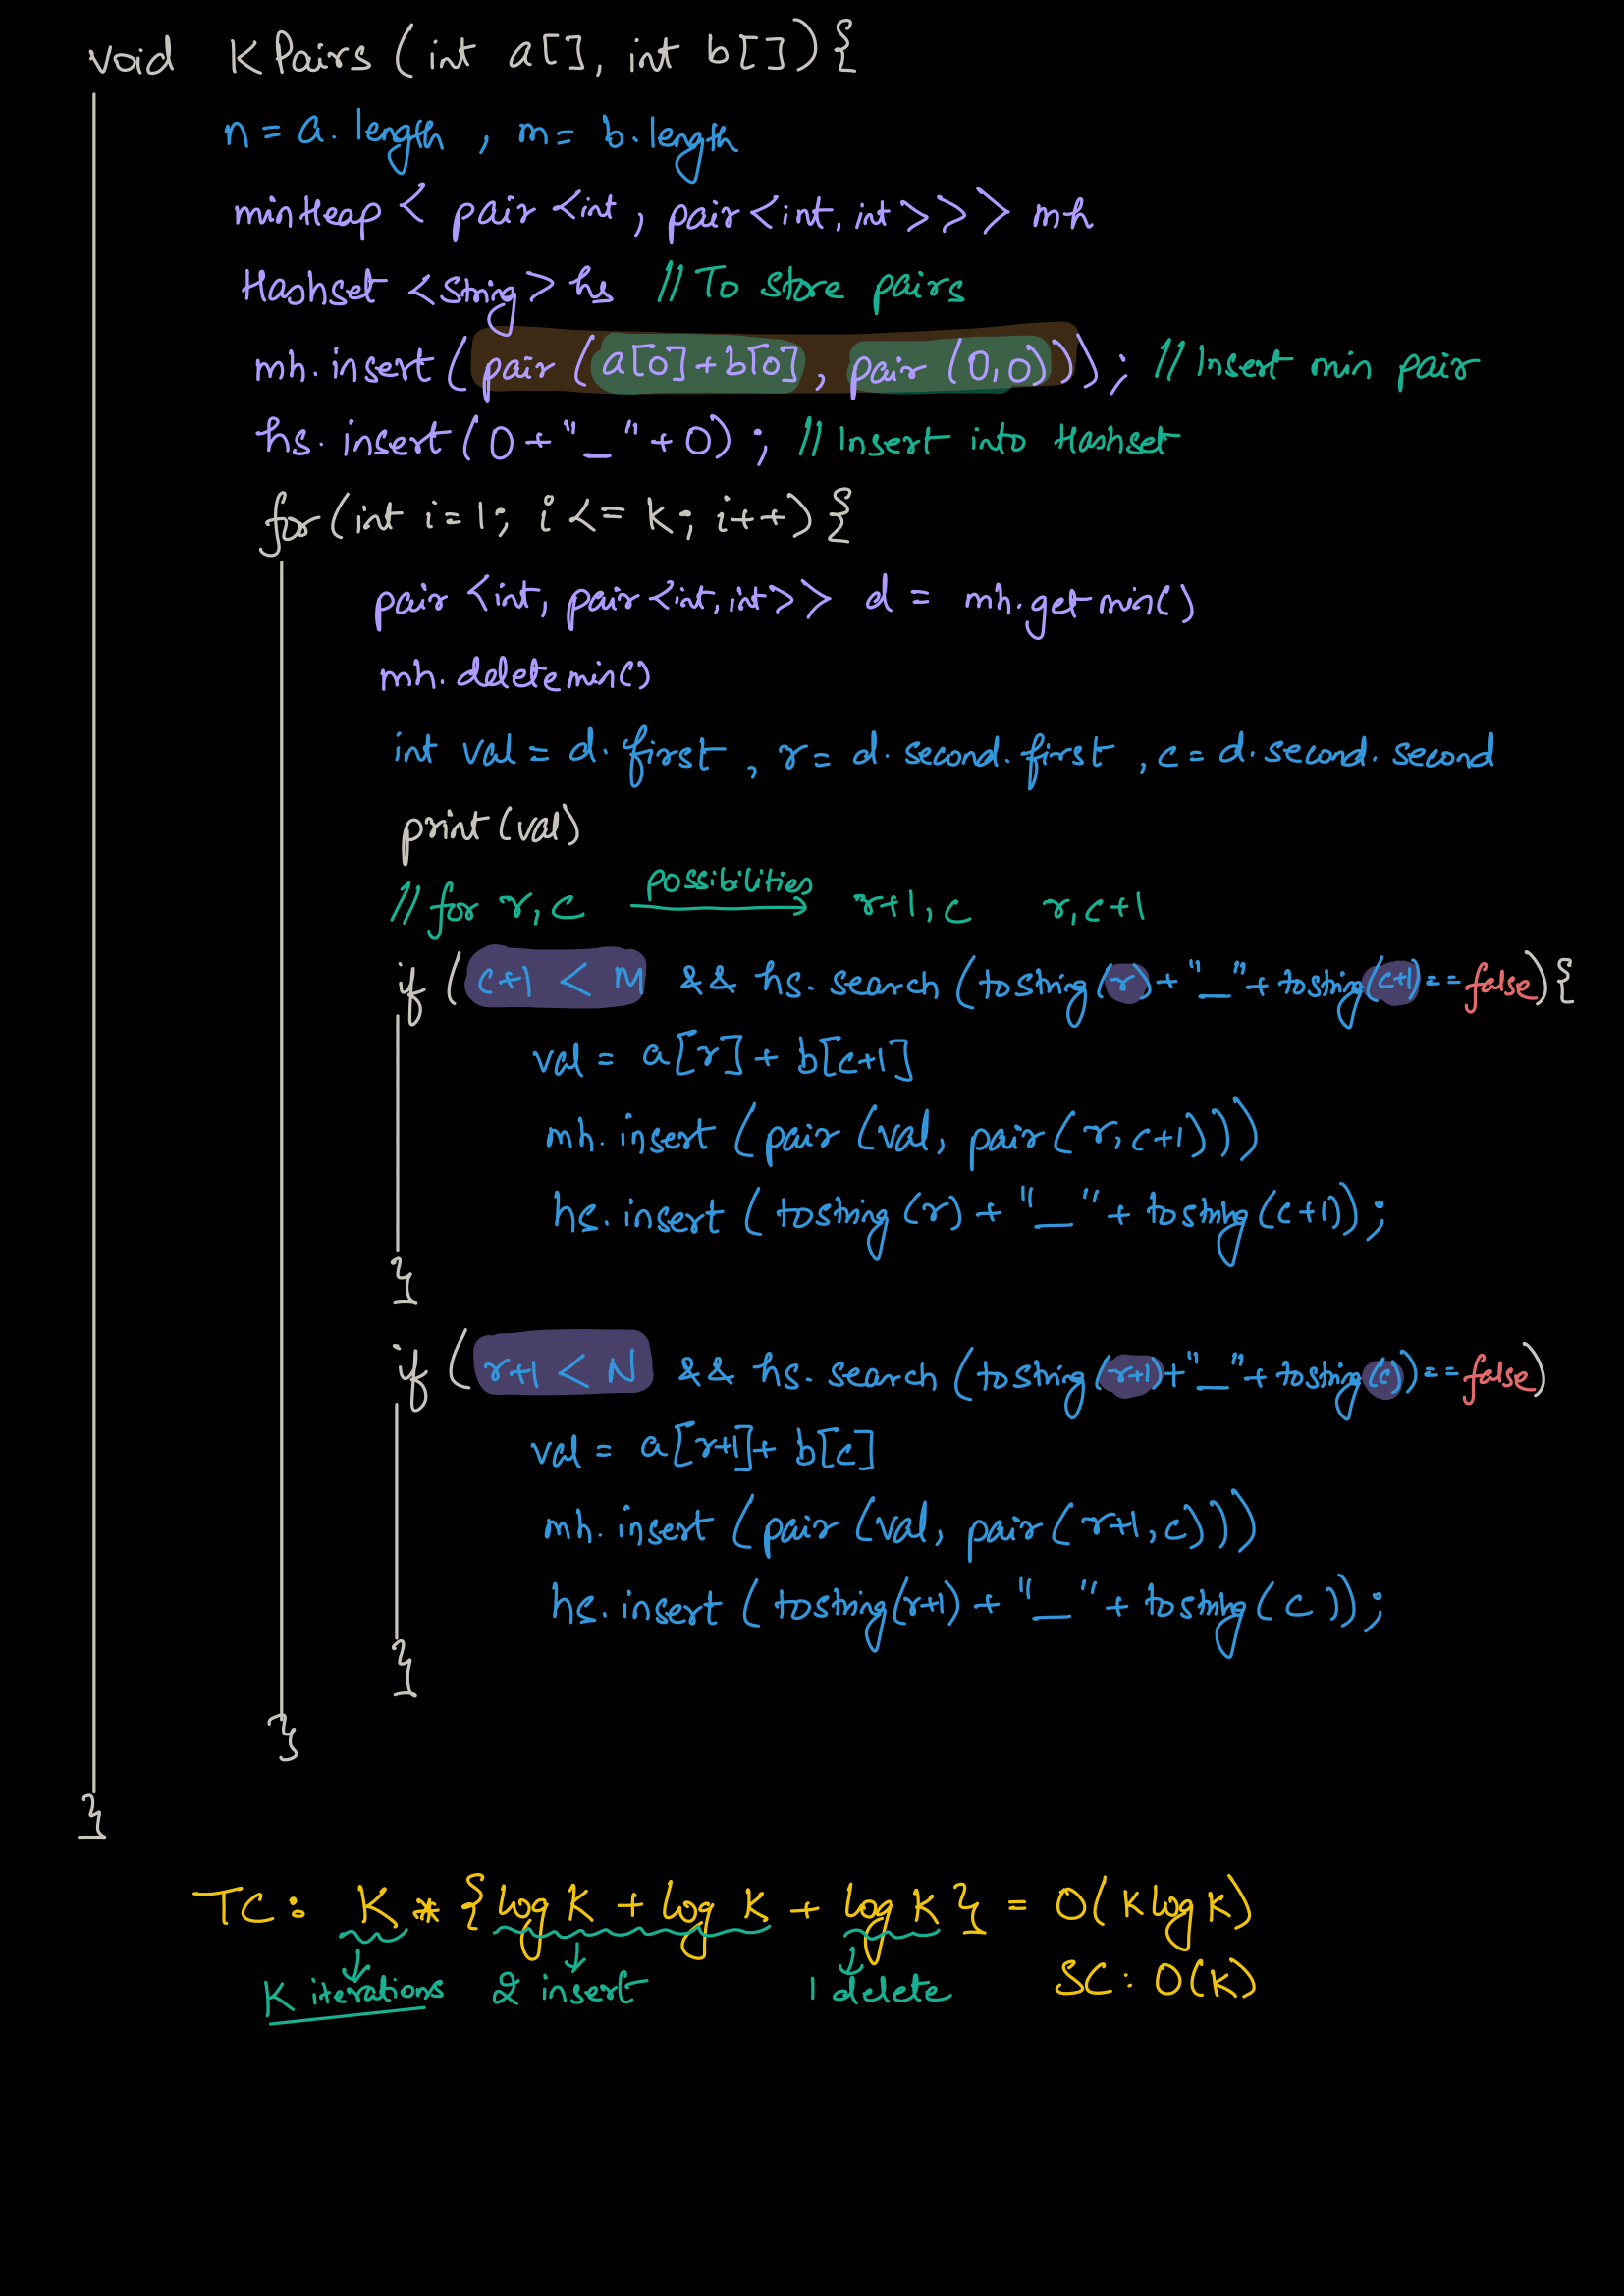 void KPairs (int a[], int b[]){
n = a.length , m = b.length
minHeap < pair <int , pair <int, int>>> mh
Hashset <string> hs // To store pairs
mh.insert ( pair ( a[0]+b[0] , pair (0,0) )) ; // Insert min pair
hs.insert ( 0 + "_" + 0 ) ; // Insert into Hashset
for (int i=1; i <= k; i++) {
pair <int, pair <int, int>> d = mh.getmin()
mh.deletemin()
int val = d.first , r = d.second.first , c = d.second.second
print (val)
// for r, c possibilities r+1, c r, c+1
if ( c+1 < M && hs.search (tostring (r) + "_" + tostring (c+1) == false) {
val = a[r] + b[c+1]
mh.insert (pair (val, pair (r, c+1)))
hs.insert ( tostring (r) + "_" + tostring (c+1)) ;
}
if ( r+1 < N && hs.search (tostring (r+1) + "_" + tostring (c)) == false)
val = a[r+1] + b[c]
mh.insert (pair (val, pair (r+1, c)))
hs.insert ( tostring (r+1) + "_" + tostring ( c )) ;
}
}
}
TC : K * { log K + log K + log K } = O( K log K )
K iterations 2 insert 1 delete SC : O(K)